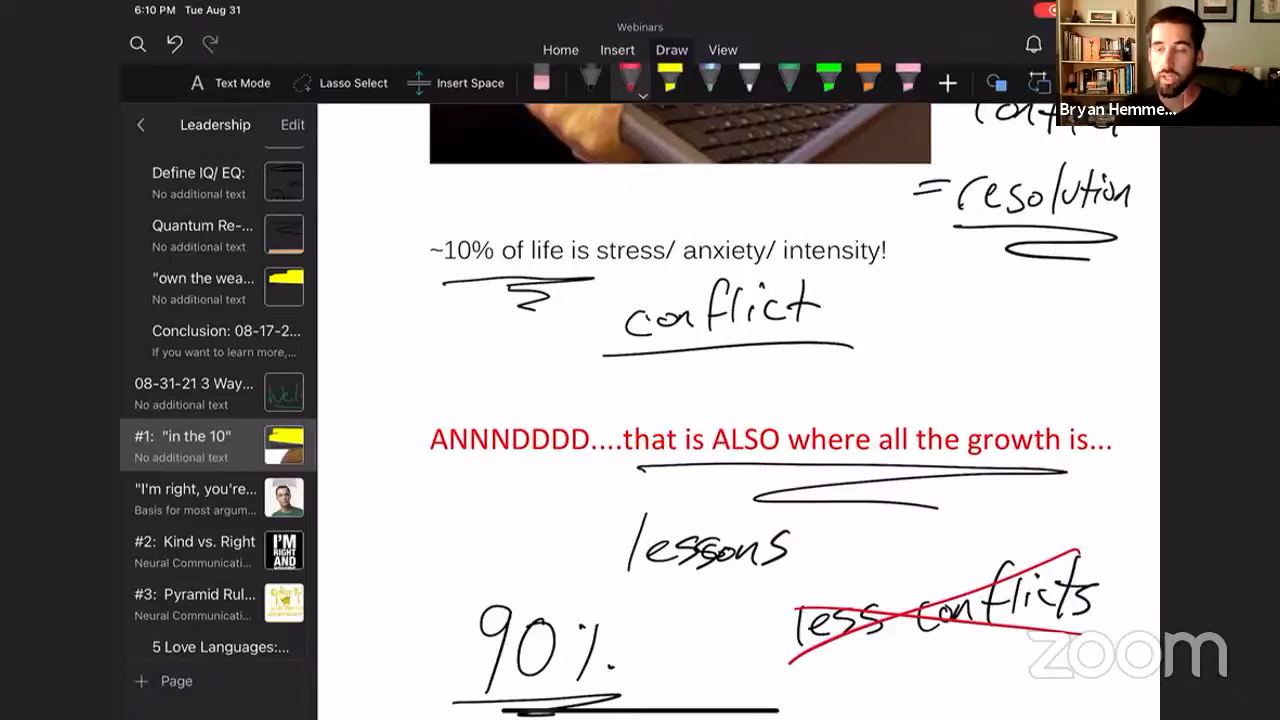 6:10 PM Tue Aug 31
Webinars
Home Insert Draw View
Text Mode Lasso Select Insert Space
Bryan Hemme...
Leadership Edit
Define IQ/ EQ:
No additional text
Quantum Re-...
No additional text
"own the wea...
No additional text
Conclusion: 08-17-2...
If you want to learn more,...
08-31-21 3 Way...
No additional text
#1: "in the 10"
No additional text
"I'm right, you're...
Basis for most argum...
#2: Kind vs. Right
Neural Communicati...
I'M
RIGHT
AND
#3: Pyramid Rul...
Neural Communicati...
5 Love Languages:...
+ Page
= resolution
~10% of life is stress/ anxiety/ intensity!
conflict
ANNNDDDD....that is ALSO where all the growth is...
lessons
less conflicts
90%
zoom